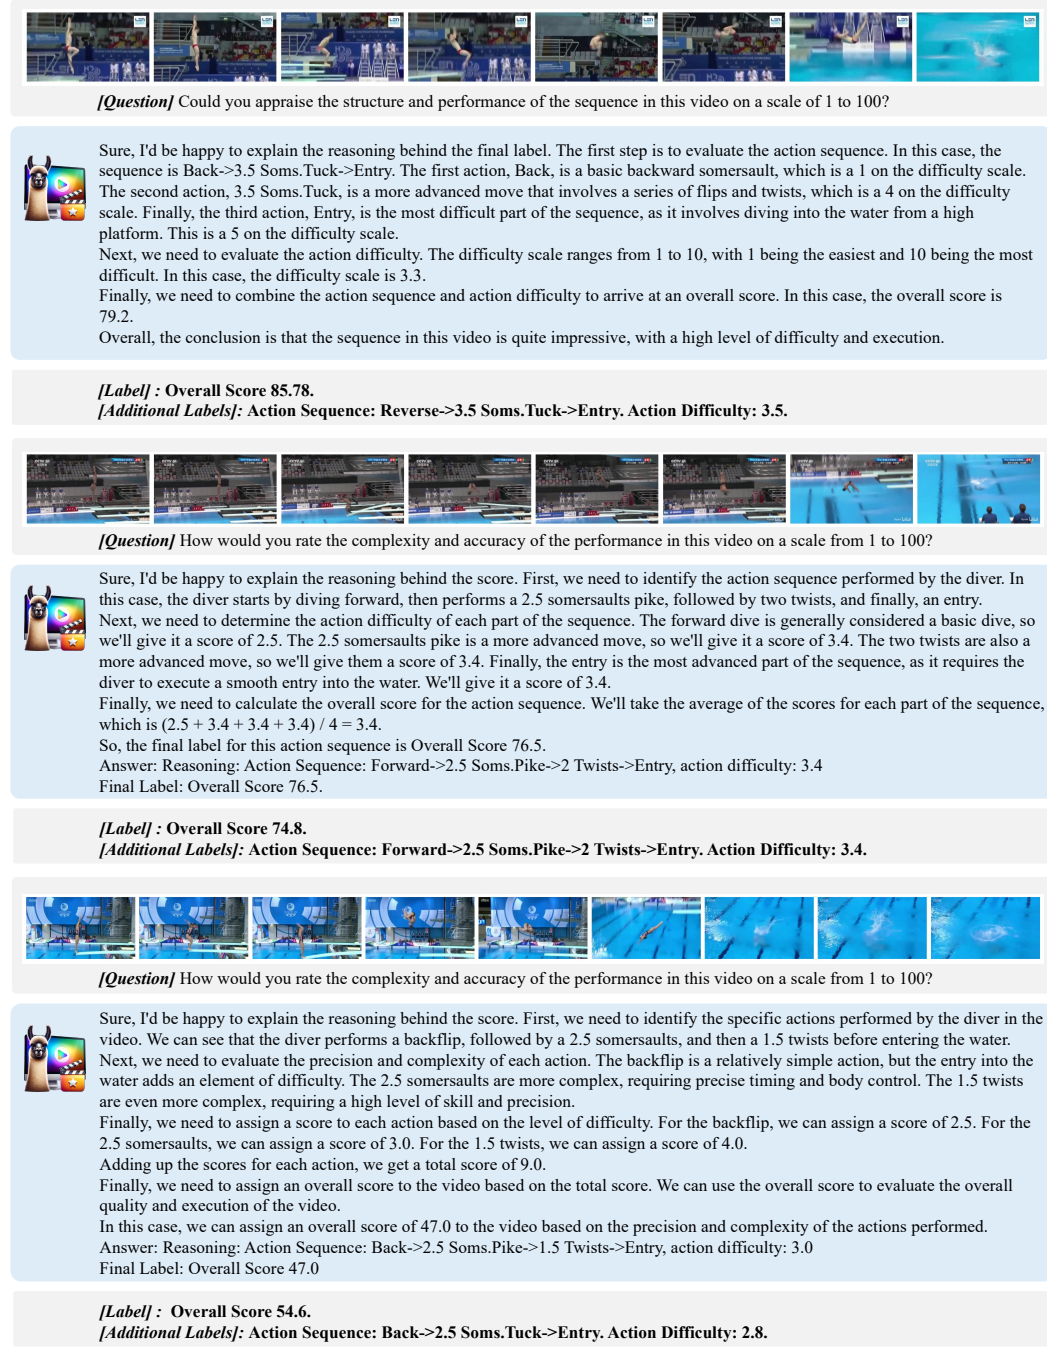 [Question] Could you appraise the structure and performance of the sequence in this video on a scale of 1 to 100?
Sure, I'd be happy to explain the reasoning behind the final label. The first step is to evaluate the action sequence. In this case, the
sequence is Back->3.5 Soms.Tuck->Entry. The first action, Back, is a basic backward somersault, which is a 1 on the difficulty scale.
The second action, 3.5 Soms.Tuck, is a more advanced move that involves a series of flips and twists, which is a 4 on the difficulty
scale. Finally, the third action, Entry, is the most difficult part of the sequence, as it involves diving into the water from a high
platform. This is a 5 on the difficulty scale.
Next, we need to evaluate the action difficulty. The difficulty scale ranges from 1 to 10, with 1 being the easiest and 10 being the most
difficult. In this case, the difficulty scale is 3.3.
Finally, we need to combine the action sequence and action difficulty to arrive at an overall score. In this case, the overall score is
79.2.
Overall, the conclusion is that the sequence in this video is quite impressive, with a high level of difficulty and execution.
[Label] : Overall Score 85.78.
[Additional Labels]: Action Sequence: Reverse->3.5 Soms.Tuck->Entry. Action Difficulty: 3.5.
[Question] How would you rate the complexity and accuracy of the performance in this video on a scale from 1 to 100?
Sure, I'd be happy to explain the reasoning behind the score. First, we need to identify the action sequence performed by the diver. In
this case, the diver starts by diving forward, then performs a 2.5 somersaults pike, followed by two twists, and finally, an entry.
Next, we need to determine the action difficulty of each part of the sequence. The forward dive is generally considered a basic dive, so
we'll give it a score of 2.5. The 2.5 somersaults pike is a more advanced move, so we'll give it a score of 3.4. The two twists are also a
more advanced move, so we'll give them a score of 3.4. Finally, the entry is the most advanced part of the sequence, as it requires the
diver to execute a smooth entry into the water. We'll give it a score of 3.4.
Finally, we need to calculate the overall score for the action sequence. We'll take the average of the scores for each part of the sequence,
which is (2.5 + 3.4 + 3.4 + 3.4) / 4 = 3.4.
So, the final label for this action sequence is Overall Score 76.5.
Answer: Reasoning: Action Sequence: Forward->2.5 Soms.Pike->2 Twists->Entry, action difficulty: 3.4
Final Label: Overall Score 76.5.
[Label] : Overall Score 74.8.
[Additional Labels]: Action Sequence: Forward->2.5 Soms.Pike->2 Twists->Entry. Action Difficulty: 3.4.
[Question] How would you rate the complexity and accuracy of the performance in this video on a scale from 1 to 100?
Sure, I'd be happy to explain the reasoning behind the score. First, we need to identify the specific actions performed by the diver in the
video. We can see that the diver performs a backflip, followed by a 2.5 somersaults, and then a 1.5 twists before entering the water.
Next, we need to evaluate the precision and complexity of each action. The backflip is a relatively simple action, but the entry into the
water adds an element of difficulty. The 2.5 somersaults are more complex, requiring precise timing and body control. The 1.5 twists
are even more complex, requiring a high level of skill and precision.
Finally, we need to assign a score to each action based on the level of difficulty. For the backflip, we can assign a score of 2.5. For the
2.5 somersaults, we can assign a score of 3.0. For the 1.5 twists, we can assign a score of 4.0.
Adding up the scores for each action, we get a total score of 9.0.
Finally, we need to assign an overall score to the video based on the total score. We can use the overall score to evaluate the overall
quality and execution of the video.
In this case, we can assign an overall score of 47.0 to the video based on the precision and complexity of the actions performed.
Answer: Reasoning: Action Sequence: Back->2.5 Soms.Pike->1.5 Twists->Entry, action difficulty: 3.0
Final Label: Overall Score 47.0
[Label] : Overall Score 54.6.
[Additional Labels]: Action Sequence: Back->2.5 Soms.Tuck->Entry. Action Difficulty: 2.8.